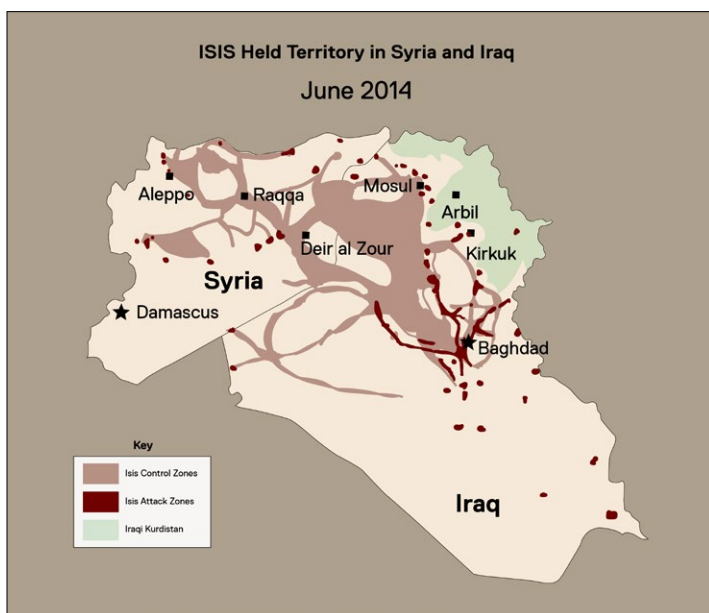 ISIS Held Territory in Syria and Iraq
June 2014
Aleppo
Raqqa
Mosul
Arbil
Deir al Zour
Kirkuk
Syria
Damascus
Baghdad
Key
Isis Control Zones
Isis Attack Zones
Iraqi Kurdistan
Iraq